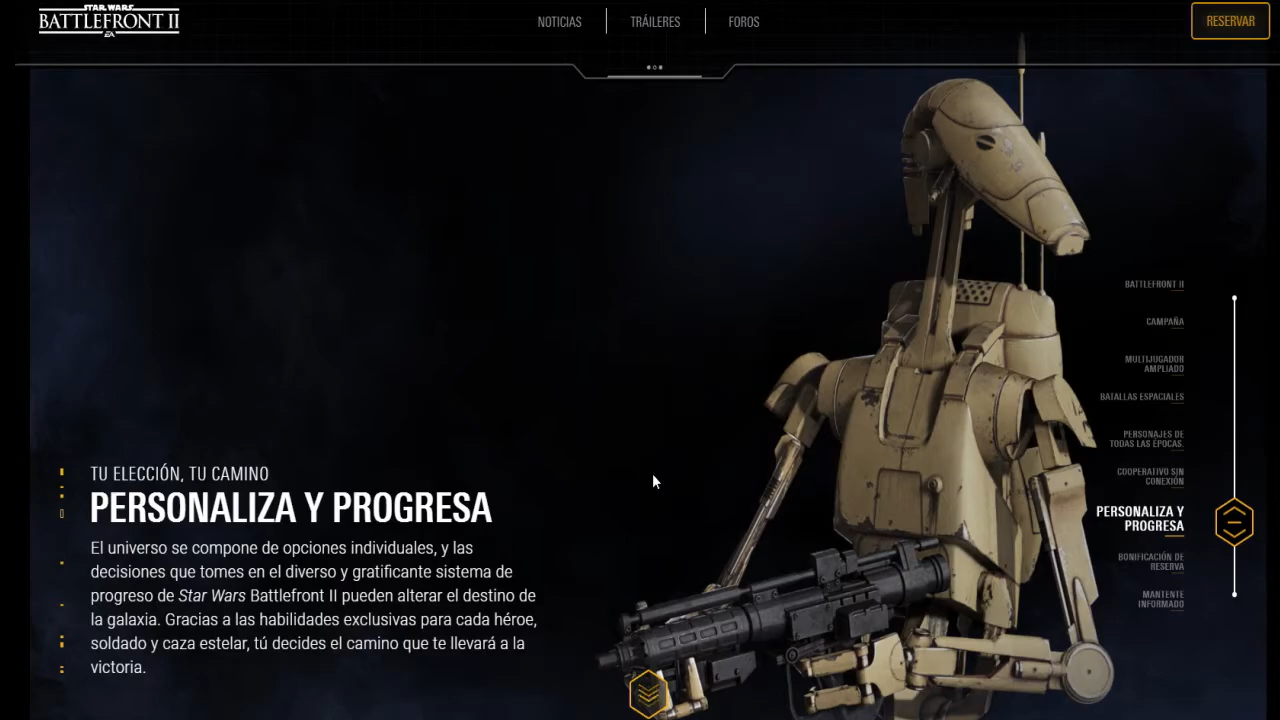 STAR WARS
BATTLEFRONT II
EA
NOTICIAS
TRÁILERES
FOROS
RESERVAR
BATTLEFRONT II
CAMPAÑA
MULTIJUGADOR
AMPLIADO
BATALLAS ESPACIALES
PERSONAJES DE
TODAS LAS ÉPOCAS.
COOPERATIVO SIN
CONEXIÓN
PERSONALIZA Y
PROGRESA
BONIFICACIÓN DE
RESERVA
MANTENTE
INFORMADO
TU ELECCIÓN, TU CAMINO
PERSONALIZA Y PROGRESA
El universo se compone de opciones individuales, y las
decisiones que tomes en el diverso y gratificante sistema de
progreso de Star Wars Battlefront II pueden alterar el destino de
la galaxia. Gracias a las habilidades exclusivas para cada héroe,
soldado y caza estelar, tú decides el camino que te llevará a la
victoria.